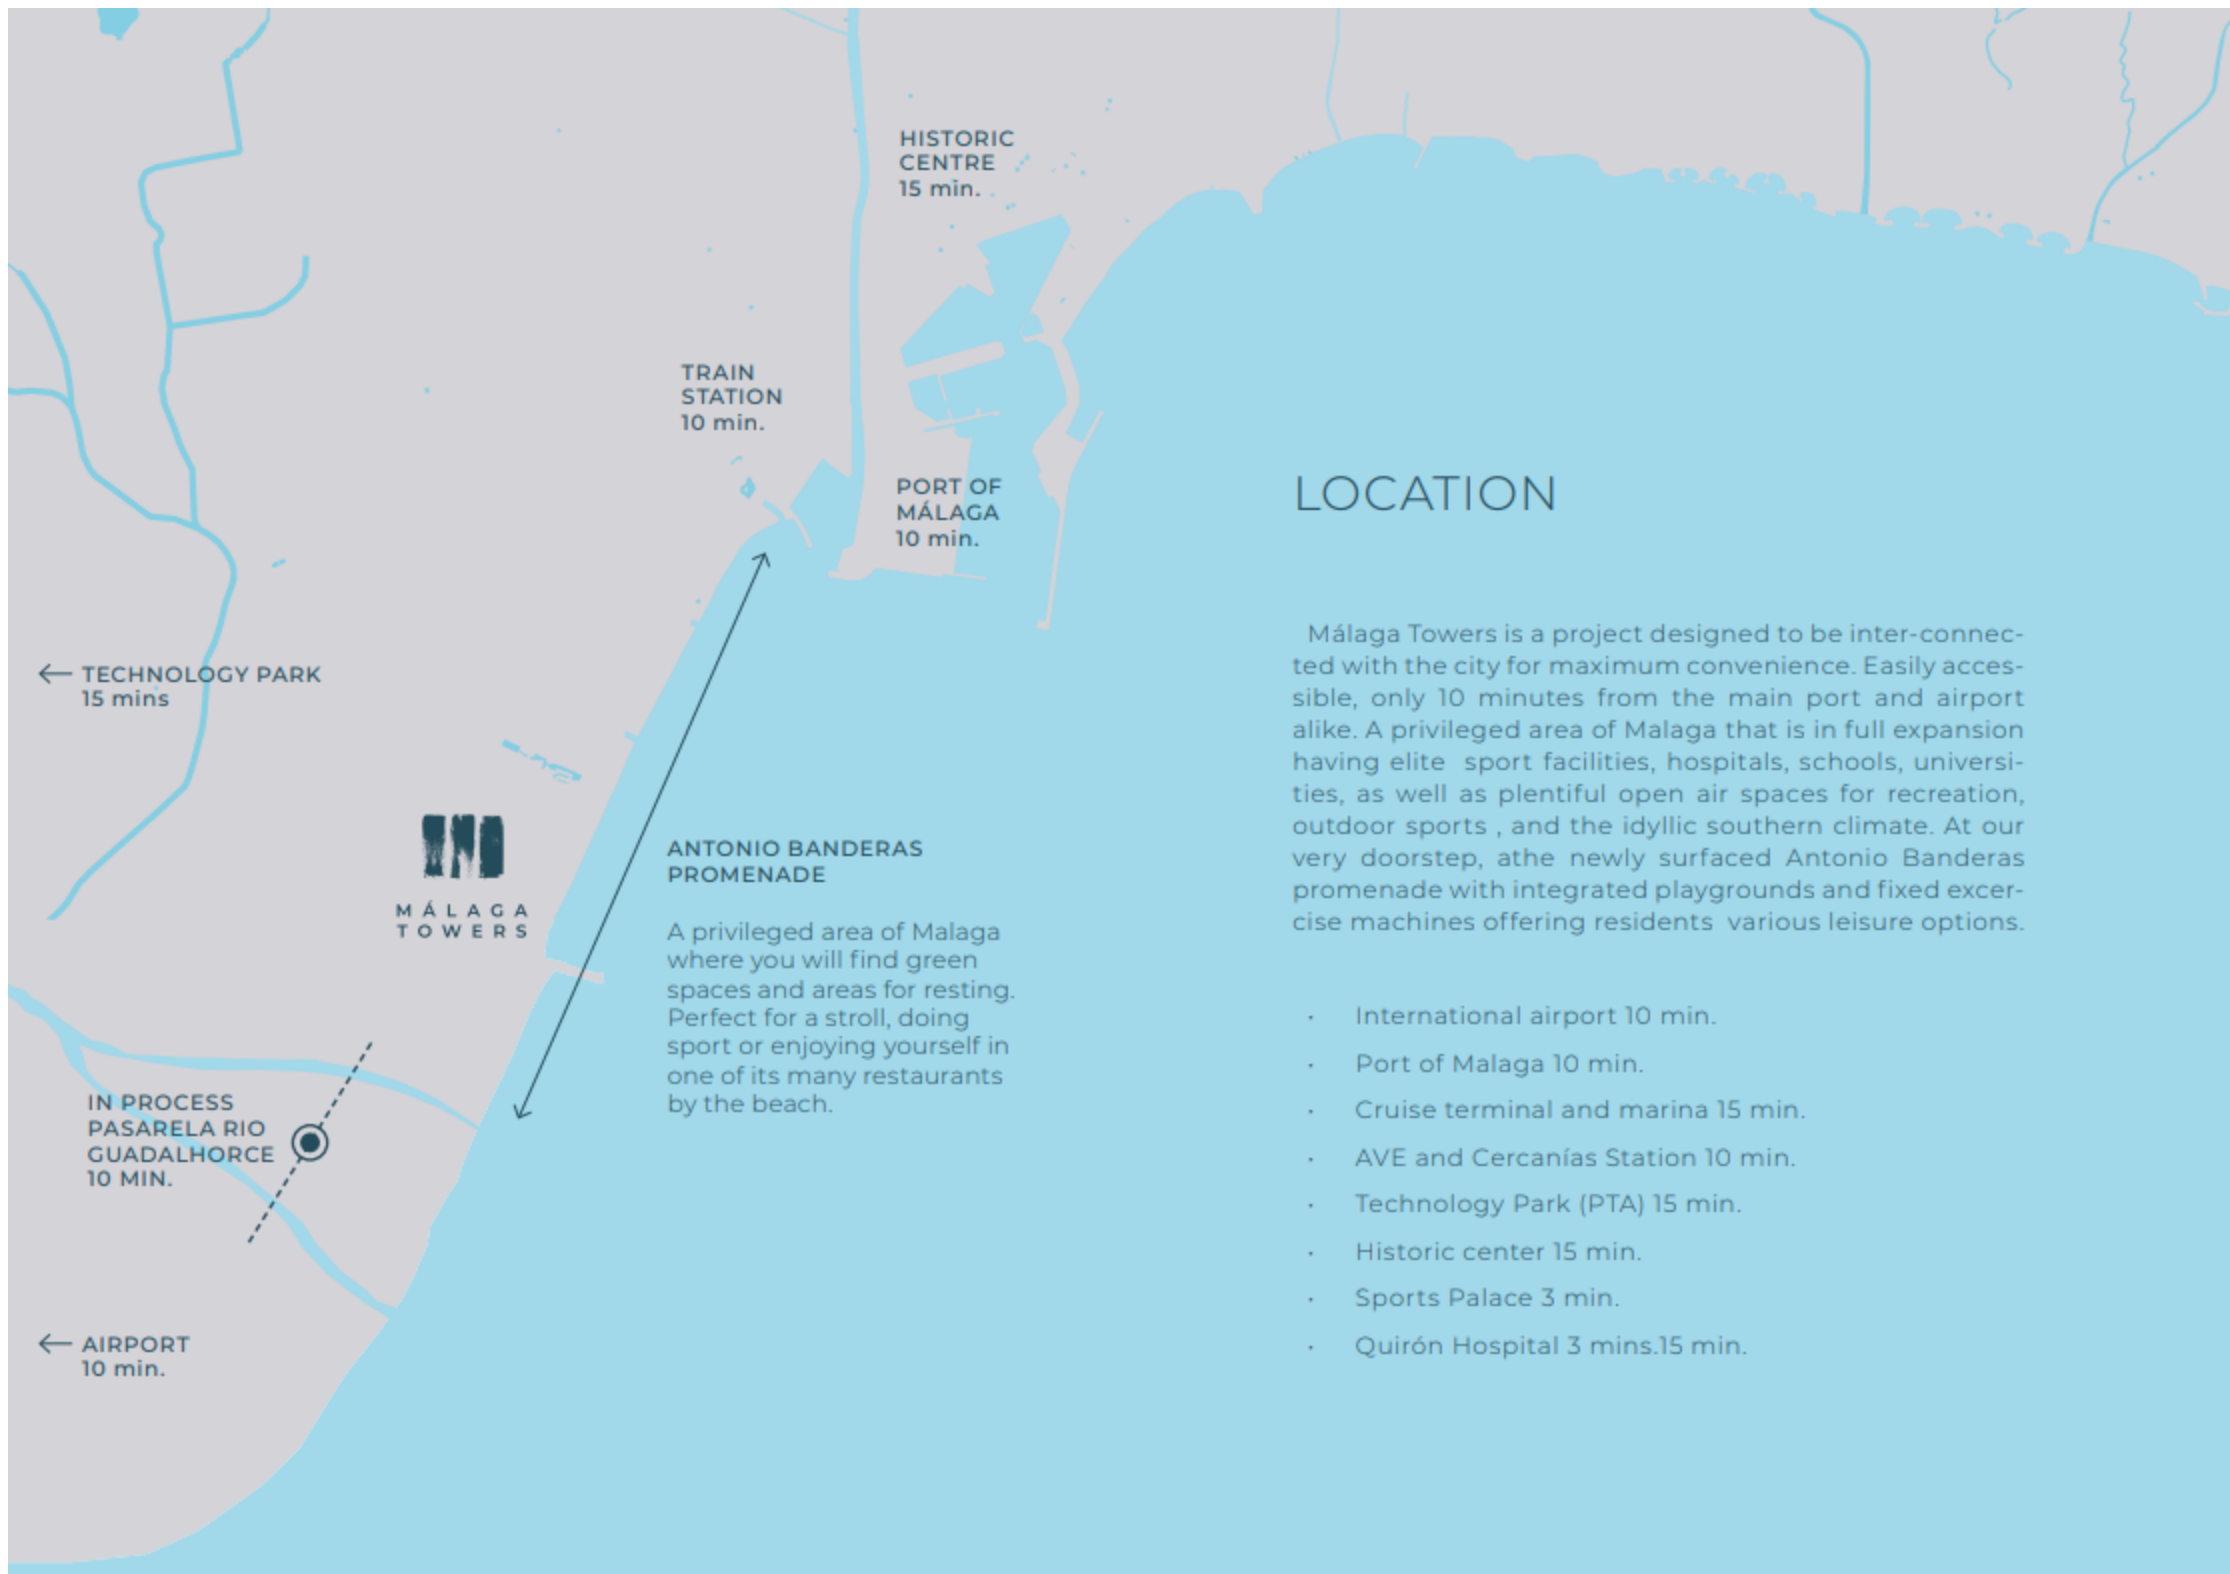 HISTORIC
CENTRE
15 min.
TRAIN
STATION
10 min.
PORT OF
MÁLAGA
10 min.
TECHNOLOGY PARK
15 mins
MÁLAGA
TOWERS
ANTONIO BANDERAS
PROMENADE
A privileged area of Malaga
where you will find green
spaces and areas for resting.
Perfect for a stroll, doing
sport or enjoying yourself in
one of its many restaurants
by the beach.
IN PROCESS
PASARELA RIO
GUADALHORCE
10 MIN.
AIRPORT
10 min.
LOCATION
Málaga Towers is a project designed to be inter-connec-
ted with the city for maximum convenience. Easily acces-
sible, only 10 minutes from the main port and airport
alike. A privileged area of Malaga that is in full expansion
having elite sport facilities, hospitals, schools, universi-
ties, as well as plentiful open air spaces for recreation,
outdoor sports , and the idyllic southern climate. At our
very doorstep, athe newly surfaced Antonio Banderas
promenade with integrated playgrounds and fixed excer-
cise machines offering residents various leisure options.
• International airport 10 min.
• Port of Malaga 10 min.
• Cruise terminal and marina 15 min.
• AVE and Cercanías Station 10 min.
• Technology Park (PTA) 15 min.
• Historic center 15 min.
• Sports Palace 3 min.
• Quirón Hospital 3 mins.15 min.